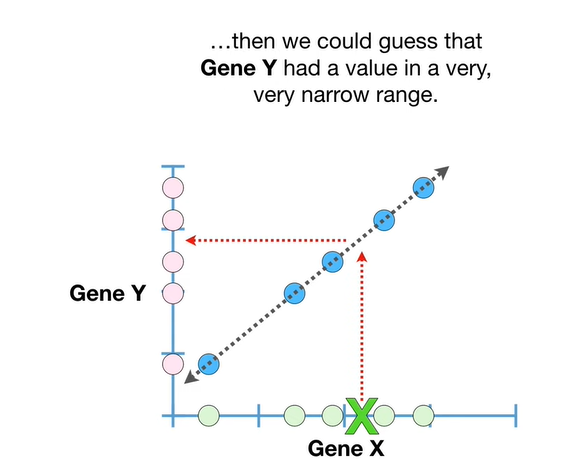 ...then we could guess that
Gene Y had a value in a very,
very narrow range.
Gene Y
X
Gene X